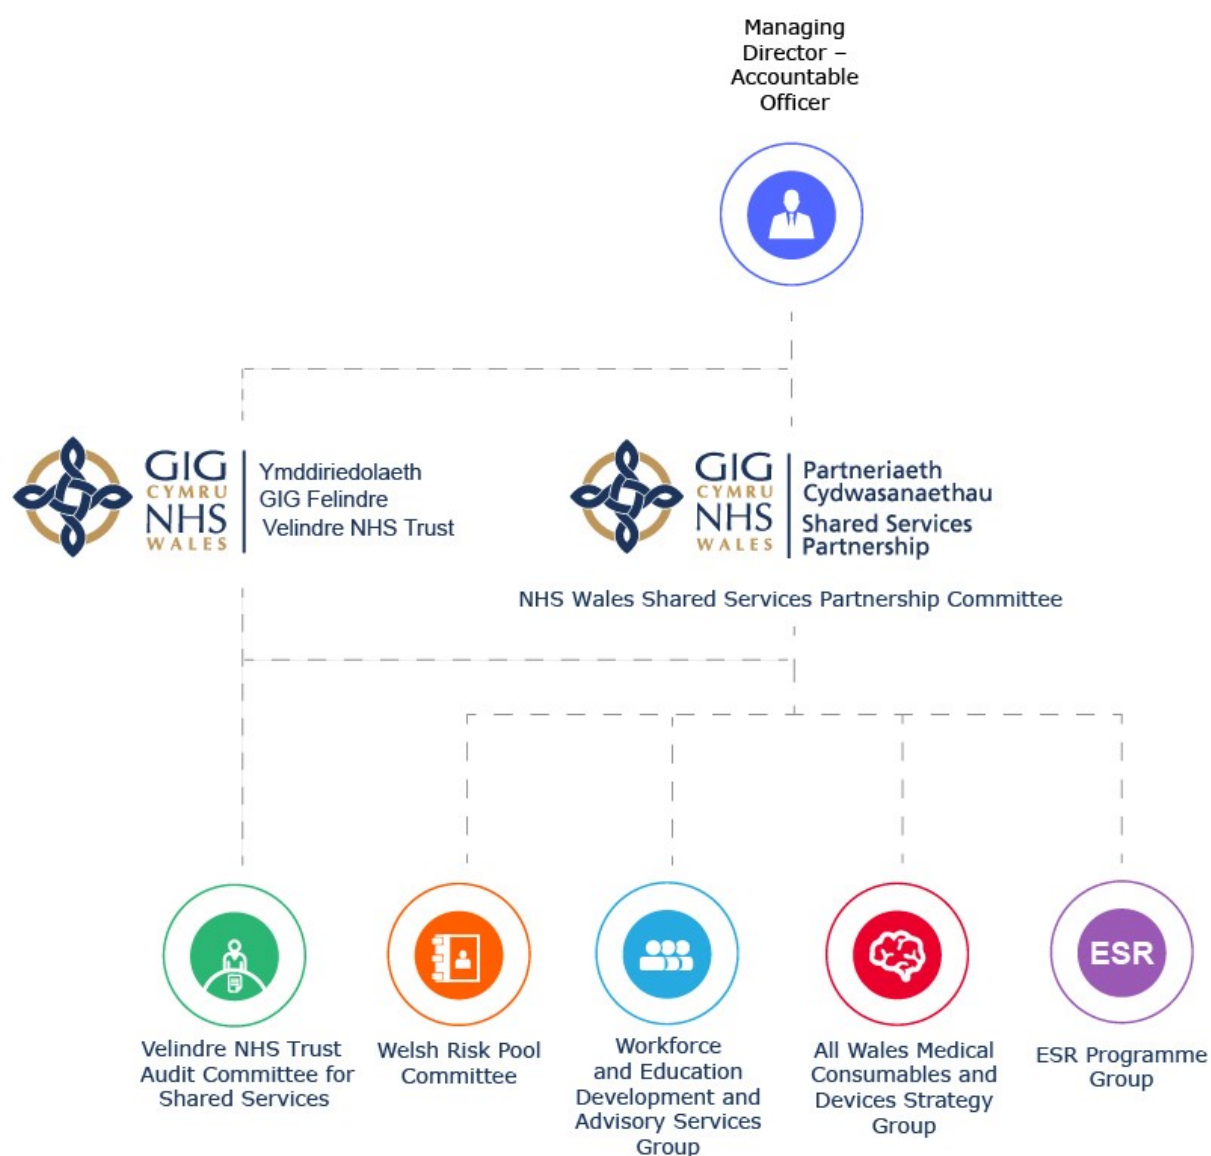 Managing
Director –
Accountable
Officer
GIG
CYMRU
NHS
WALES
Ymddiriedolaeth
GIG Felindre
Velindre NHS Trust
GIG
CYMRU
NHS
WALES
Partneriaeth
Cydwasanaethau
Shared Services
Partnership
NHS Wales Shared Services Partnership Committee
Velindre NHS Trust
Audit Committee for
Shared Services
Welsh Risk Pool
Committee
Workforce
and Education
Development and
Advisory Services
Group
All Wales Medical
Consumables and
Devices Strategy
Group
ESR
ESR Programme
Group